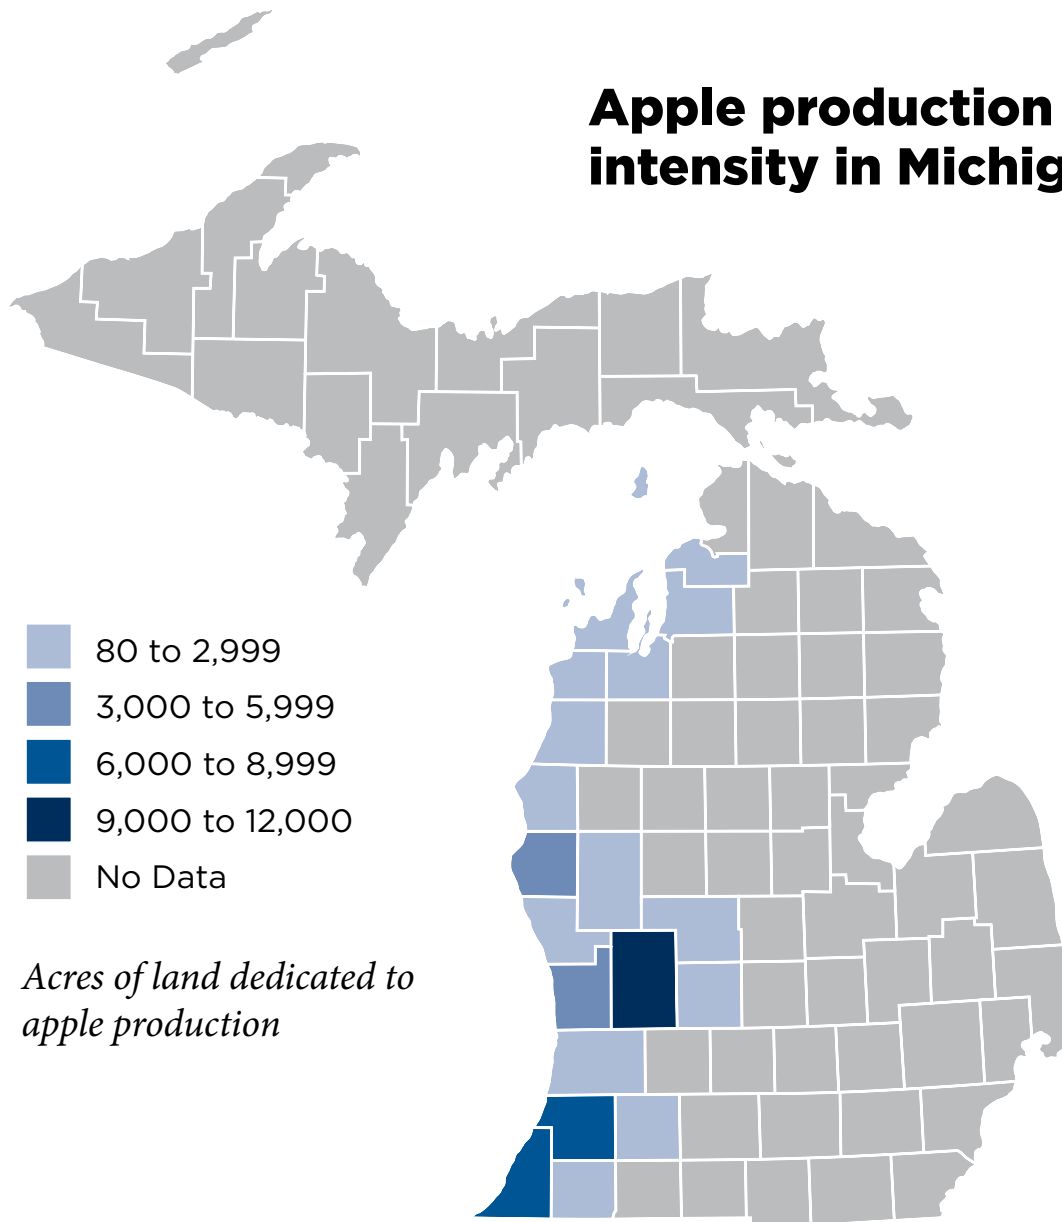 Apple production
intensity in Michig
80 to 2,999
3,000 to 5,999
6,000 to 8,999
9,000 to 12,000
No Data
Acres of land dedicated to
apple production